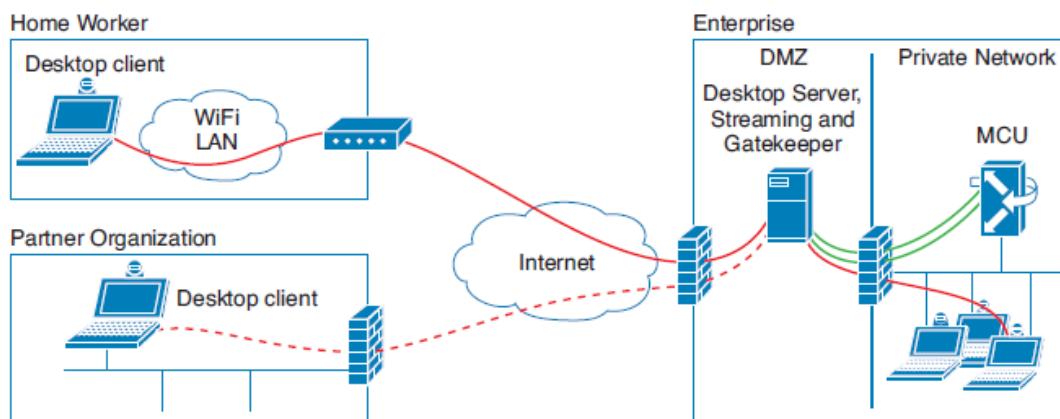 Home Worker
Desktop client
WiFi
LAN
Partner Organization
Desktop client
Internet
Enterprise
DMZ
Desktop Server,
Streaming and
Gatekeeper
Private Network
MCU